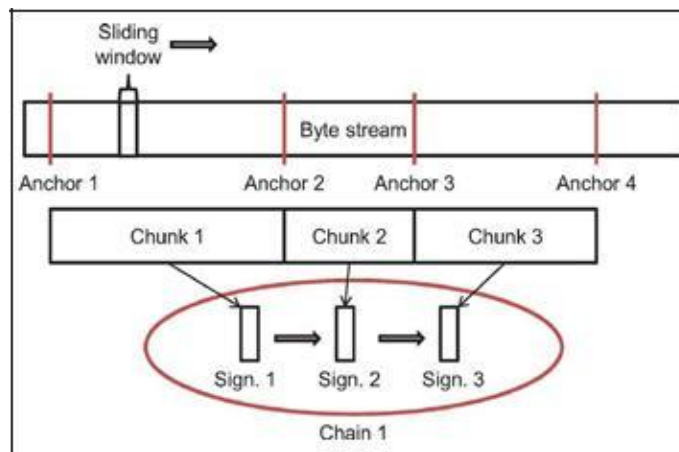 Sliding
window
Byte stream
Anchor 1 Anchor 2 Anchor 3 Anchor 4
Chunk 1 Chunk 2 Chunk 3
Sign. 1 Sign. 2 Sign. 3
Chain 1